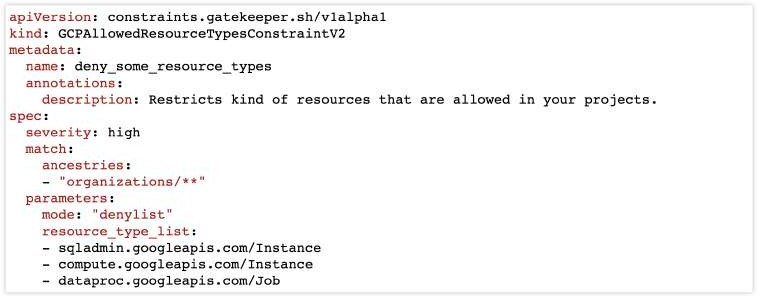 apiVersion: constraints.gatekeeper.sh/v1alpha1
kind: GCPAllowedResourceTypesConstraintV2
metadata:
  name: deny_some_resource_types
  annotations:
    description: Restricts kind of resources that are allowed in your projects.
spec:
  severity: high
  match:
    ancestries:
    - "organizations/**"
  parameters:
    mode: "denylist"
    resource_type_list:
    - sqladmin.googleapis.com/Instance
    - compute.googleapis.com/Instance
    - dataproc.googleapis.com/Job